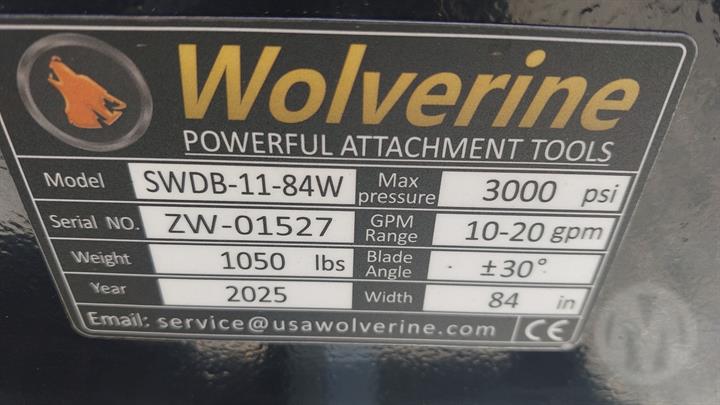 Wolverine
POWERFUL ATTACHMENT TOOLS
Model SWDB-11-84W Max pressure 3000 psi
Serial NO. ZW-01527 GPM Range 10-20 gpm
Weight 1050 lbs Blade Angle ±30°
Year 2025 Width 84 in
Email: service@usawolverine.com CE